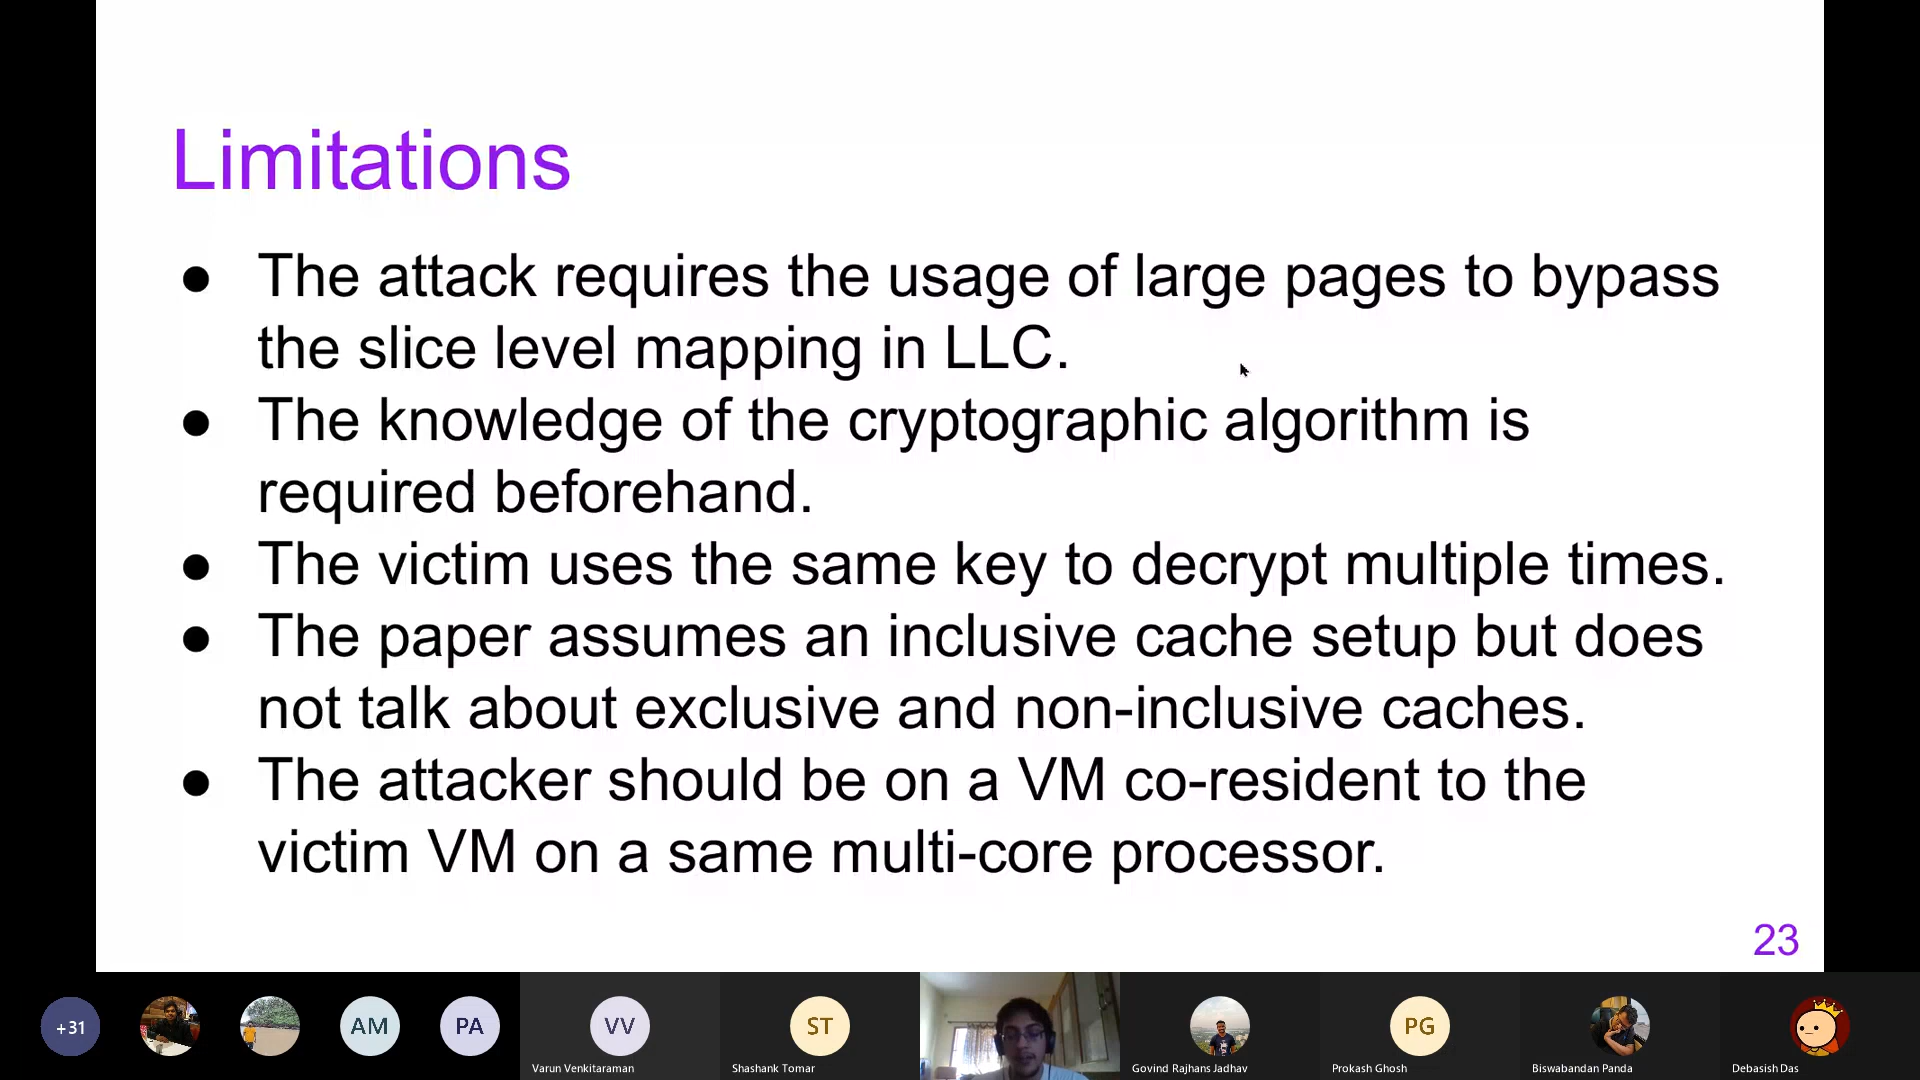 Limitations
● The attack requires the usage of large pages to bypass
the slice level mapping in LLC.
● The knowledge of the cryptographic algorithm is
required beforehand.
● The victim uses the same key to decrypt multiple times.
● The paper assumes an inclusive cache setup but does
not talk about exclusive and non-inclusive caches.
● The attacker should be on a VM co-resident to the
victim VM on a same multi-core processor.
23
+31
AM
PA
VV
Varun Venkitaraman
ST
Shashank Tomar
Govind Rajhans Jadhav
PG
Prokash Ghosh
Biswabandan Panda
Debasish Das